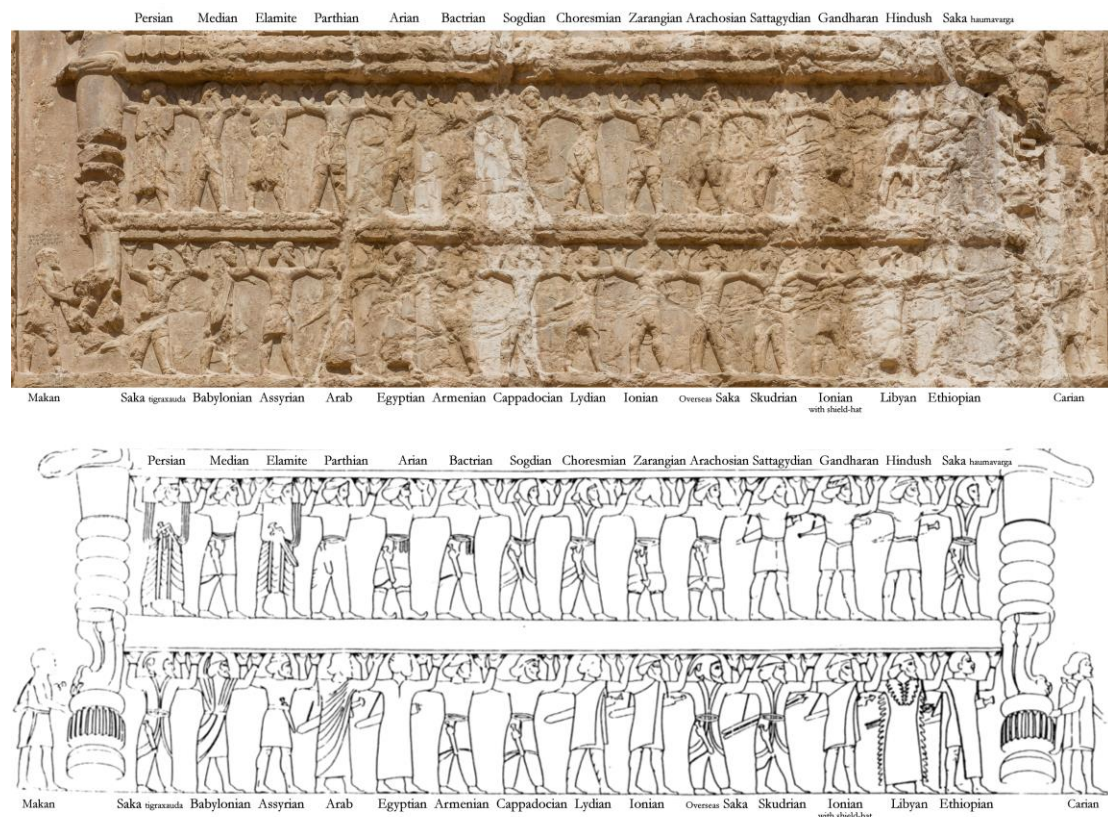 Persian Median Elamite Parthian Arian Bactrian Sogdian Choresmian Zarangian Arachosian Sattagydian Gandharan Hindush Saka haumavarga
Makan Saka tigraxauda Babylonian Assyrian Arab Egyptian Armenian Cappadocian Lydian Ionian Overseas Saka Skudrian Ionian Libyan Ethiopian Carian
with shield-hat
Persian Median Elamite Parthian Arian Bactrian Sogdian Choresmian Zarangian Arachosian Sattagydian Gandharan Hindush Saka haumavarga
Makan Saka tigraxauda Babylonian Assyrian Arab Egyptian Armenian Cappadocian Lydian Ionian Overseas Saka Skudrian Ionian Libyan Ethiopian Carian
with shield-hat